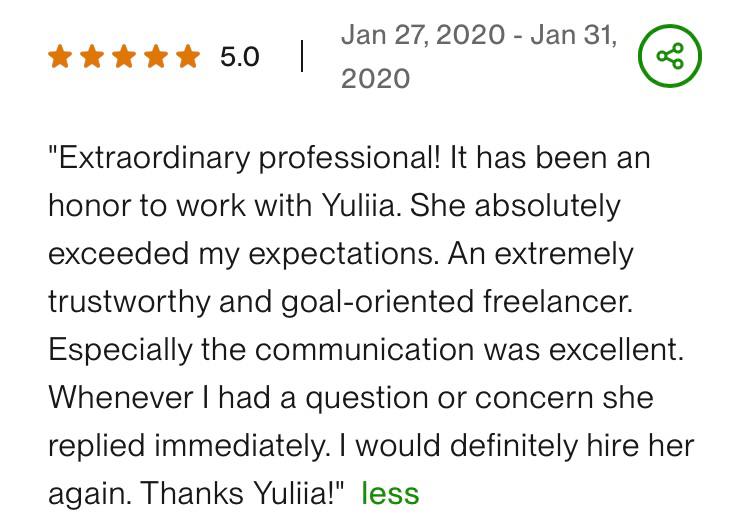 5.0
Jan 27, 2020 - Jan 31,
2020
"Extraordinary professional! It has been an
honor to work with Yuliia. She absolutely
exceeded my expectations. An extremely
trustworthy and goal-oriented freelancer.
Especially the communication was excellent.
Whenever I had a question or concern she
replied immediately. I would definitely hire her
again. Thanks Yuliia!" less